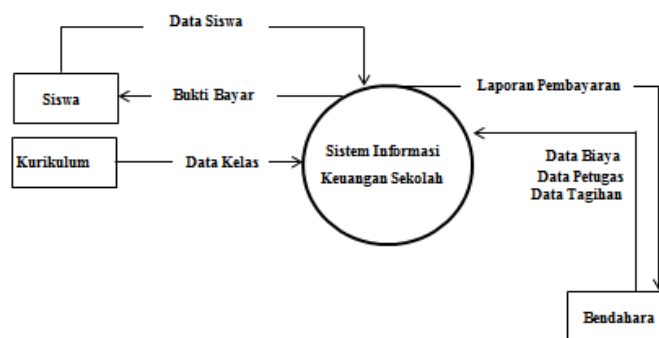 Data Siswa
Siswa
Bukti Bayar
Laporan Pembayaran
Kurikulum
Data Kelas
Sistem Informasi
Keuangan Sekolah
Data Biaya
Data Petugas
Data Tagihan
Bendahara